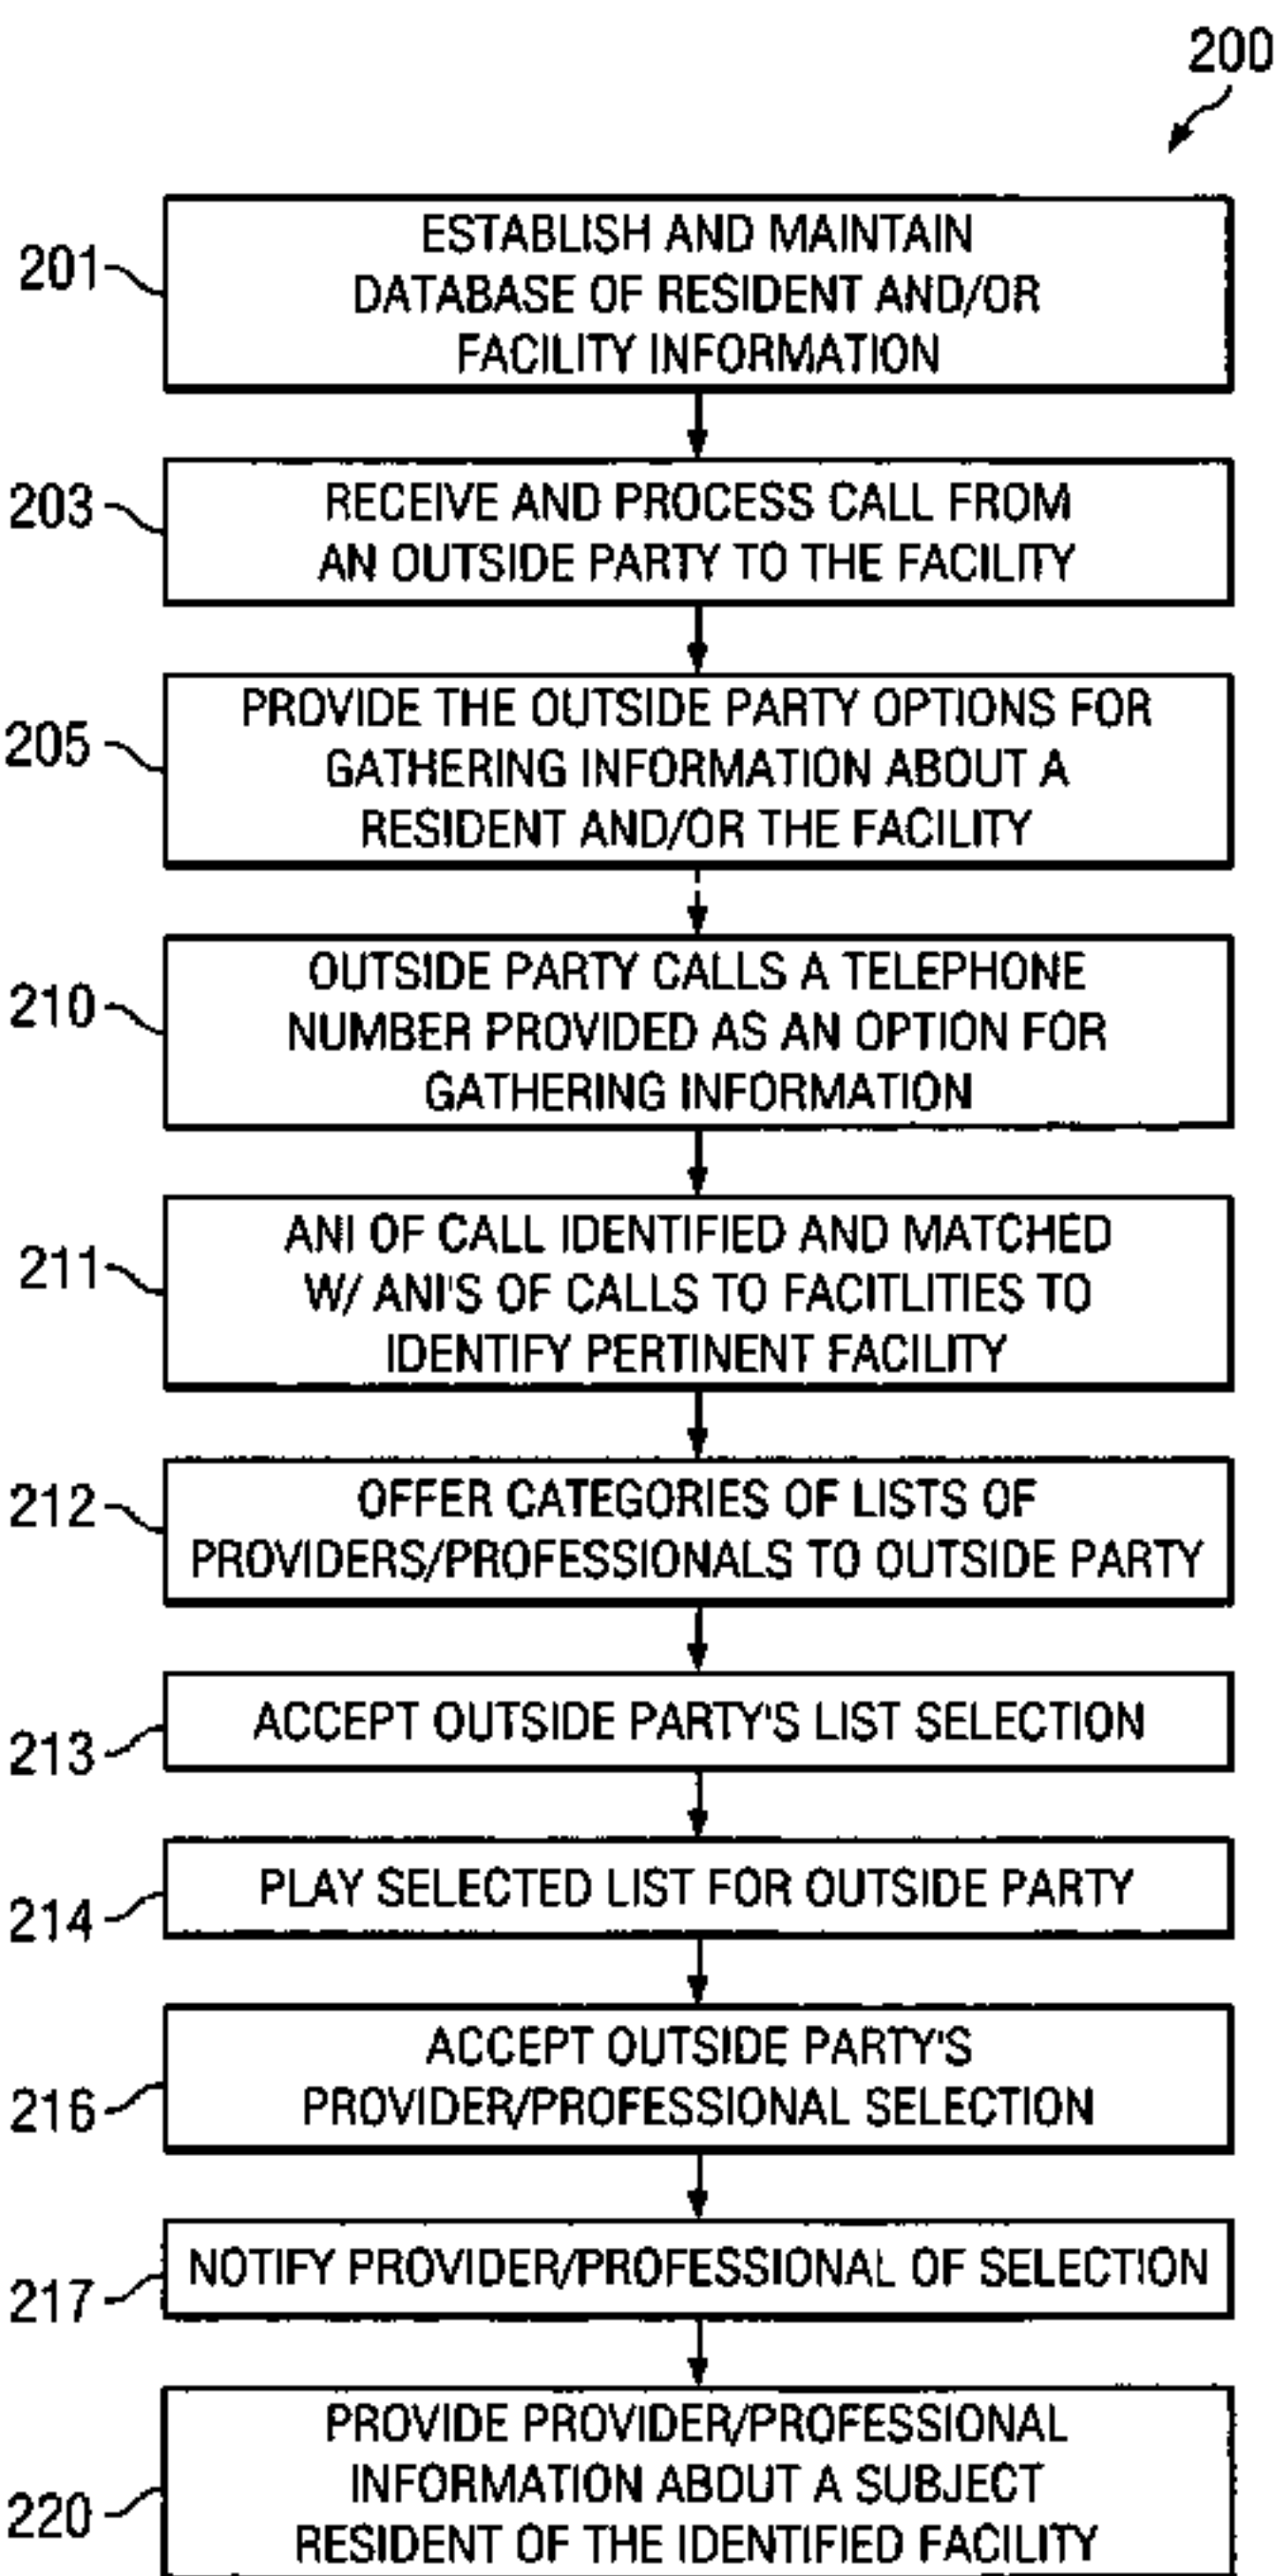 200
201
ESTABLISH AND MAINTAIN
DATABASE OF RESIDENT AND/OR
FACILITY INFORMATION
203
RECEIVE AND PROCESS CALL FROM
AN OUTSIDE PARTY TO THE FACILITY
205
PROVIDE THE OUTSIDE PARTY OPTIONS FOR
GATHERING INFORMATION ABOUT A
RESIDENT AND/OR THE FACILITY
210
OUTSIDE PARTY CALLS A TELEPHONE
NUMBER PROVIDED AS AN OPTION FOR
GATHERING INFORMATION
211
ANI OF CALL IDENTIFIED AND MATCHED
W/ ANI'S OF CALLS TO FACITLITIES TO
IDENTIFY PERTINENT FACILITY
212
OFFER CATEGORIES OF LISTS OF
PROVIDERS/PROFESSIONALS TO OUTSIDE PARTY
213
ACCEPT OUTSIDE PARTY'S LIST SELECTION
214
PLAY SELECTED LIST FOR OUTSIDE PARTY
216
ACCEPT OUTSIDE PARTY'S
PROVIDER/PROFESSIONAL SELECTION
217
NOTIFY PROVIDER/PROFESSIONAL OF SELECTION
220
PROVIDE PROVIDER/PROFESSIONAL
INFORMATION ABOUT A SUBJECT
RESIDENT OF THE IDENTIFIED FACILITY